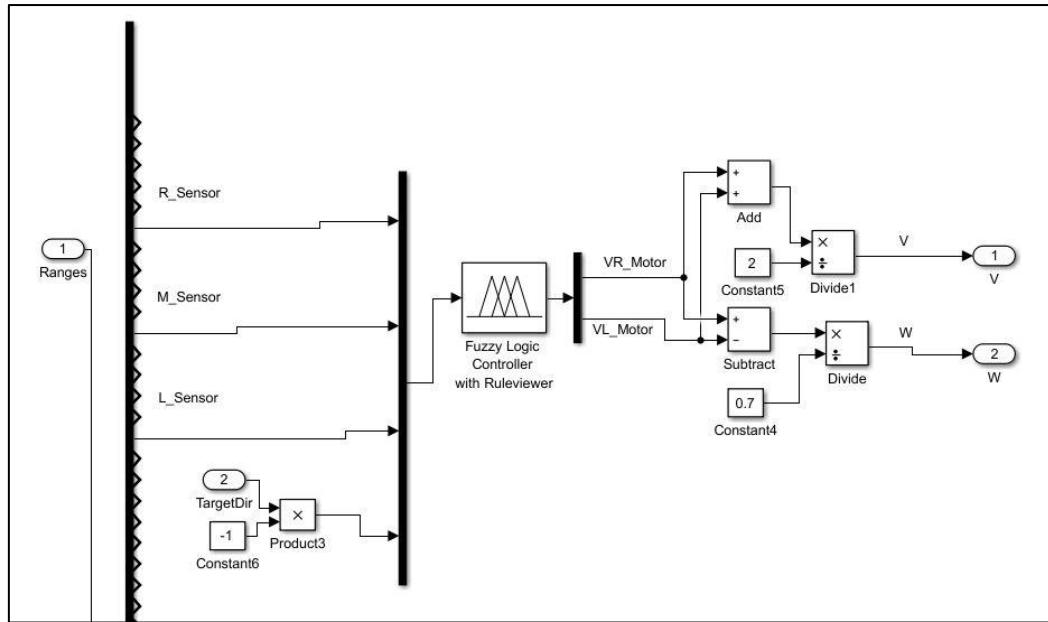 R_Sensor
1
Ranges
M_Sensor
L_Sensor
2
TargetDir
-1
Constant6
×
Product3
Fuzzy Logic
Controller
with Ruleviewer
VR_Motor
VL_Motor
+
+
Add
2
Constant5
×
÷
Divide1
V
1
V
+
−
Subtract
0.7
Constant4
×
÷
Divide
W
2
W